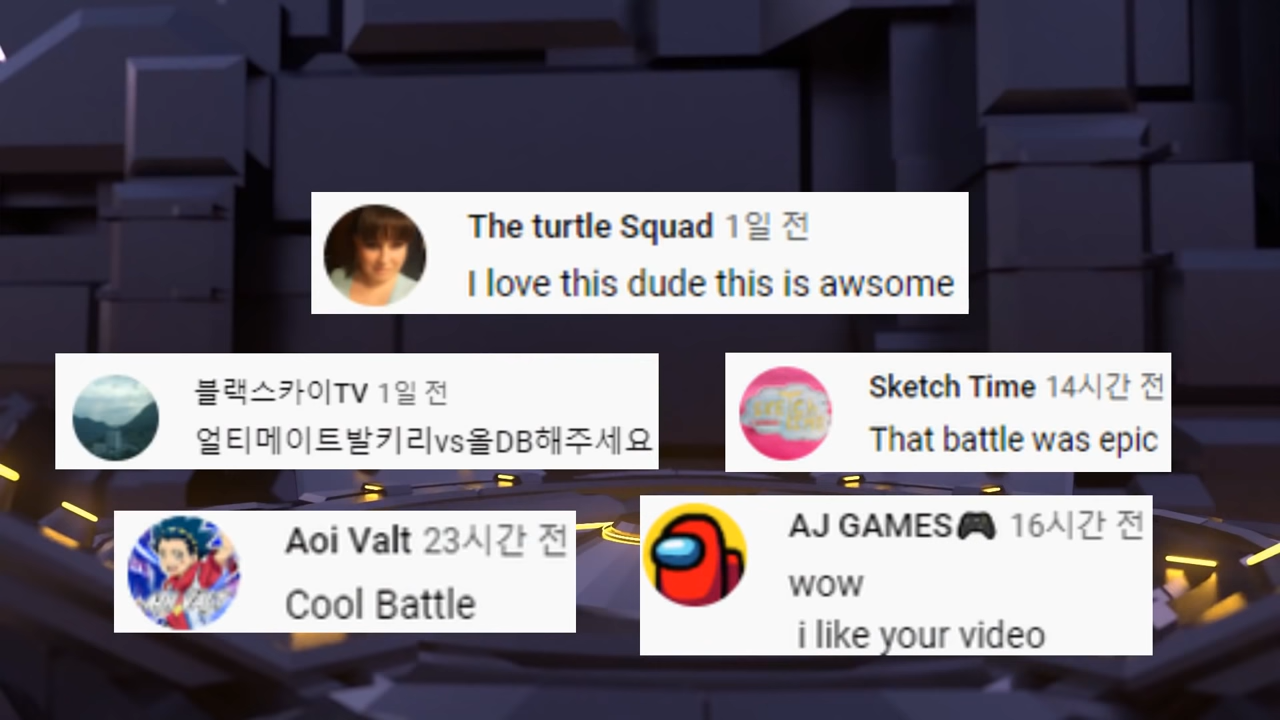 The turtle Squad 1일 전
I love this dude this is awsome
블랙스카이TV 1일 전
얼티메이트발키리vs올DB해주세요
Sketch Time 14시간 전
That battle was epic
Aoi Valt 23시간 전
Cool Battle
AJ GAMES🎮 16시간 전
wow
i like your video